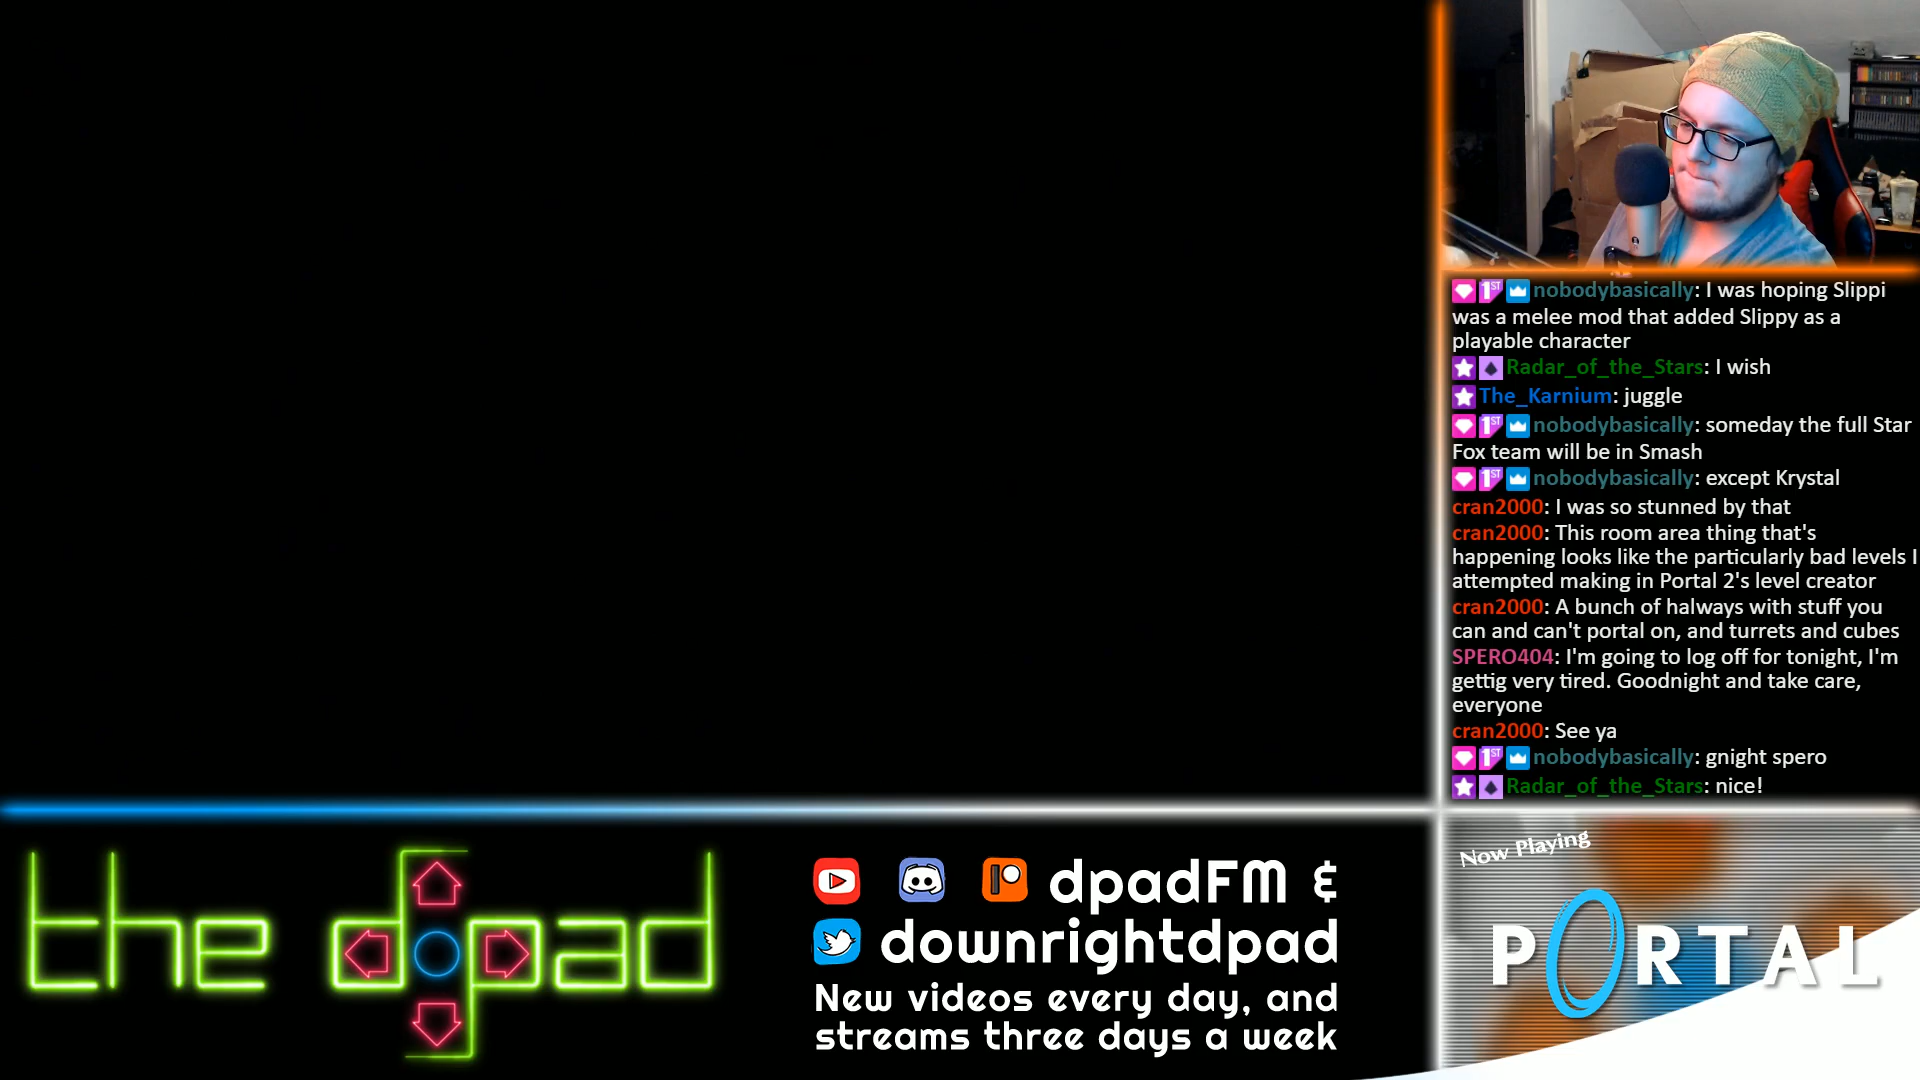 nobodybasically: I was hoping Slippi
was a melee mod that added Slippy as a
playable character
Radar_of_the_Stars: I wish
The_Karnium: juggle
nobodybasically: someday the full Star
Fox team will be in Smash
nobodybasically: except Krystal
cran2000: I was so stunned by that
cran2000: This room area thing that's
happening looks like the particularly bad levels I
attempted making in Portal 2's level creator
cran2000: A bunch of halways with stuff you
can and can't portal on, and turrets and cubes
SPERO404: I'm going to log off for tonight, I'm
gettig very tired. Goodnight and take care,
everyone
cran2000: See ya
nobodybasically: gnight spero
Radar_of_the_Stars: nice!
the dpad
dpadFM &
downrightdpad
New videos every day, and
streams three days a week
Now Playing
PORTAL